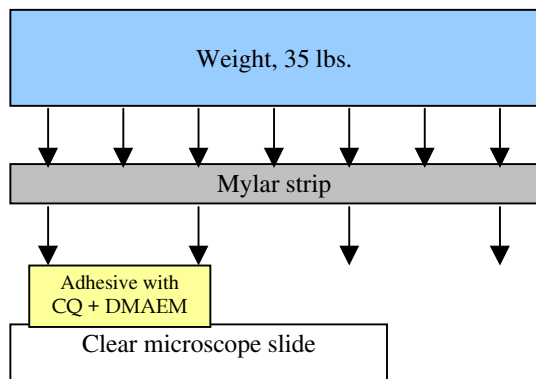 Weight, 35 lbs.
Mylar strip
Adhesive with
CQ + DMAEM
Clear microscope slide